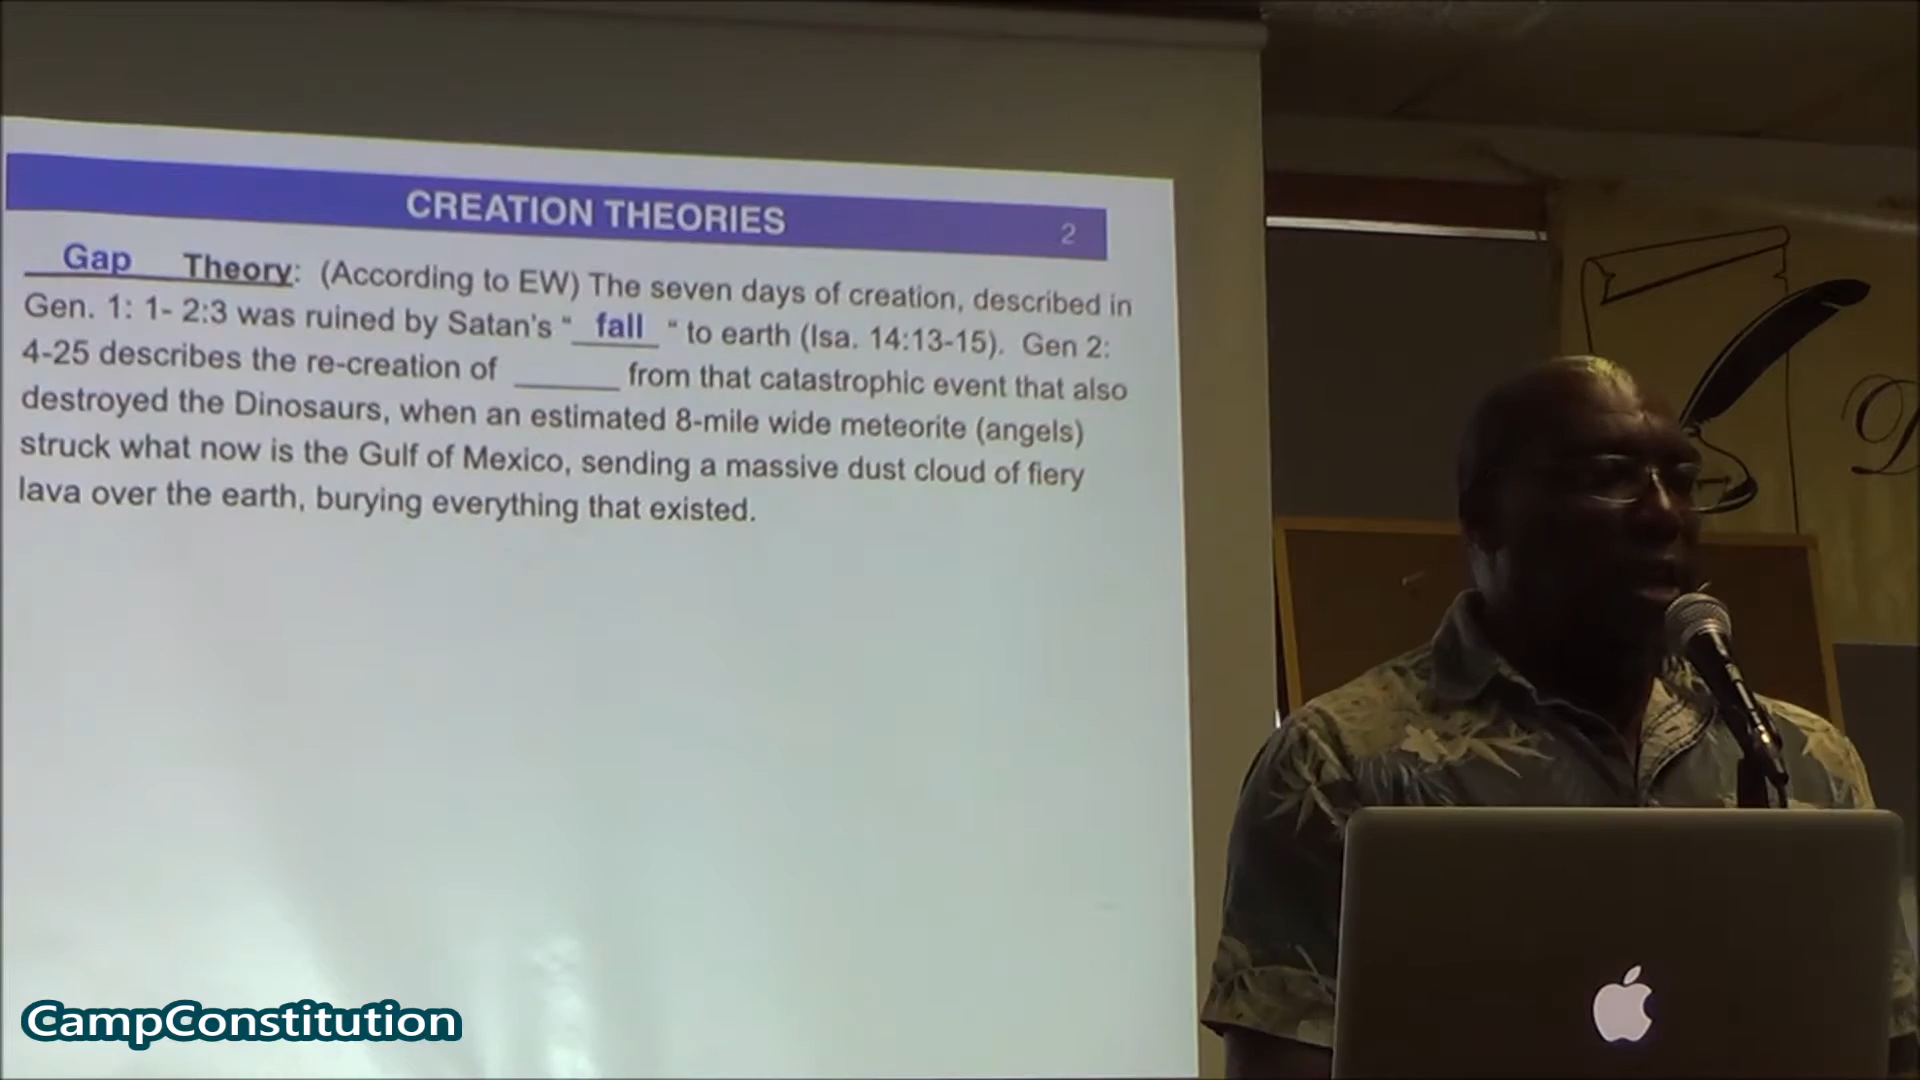 CREATION THEORIES 2
Gap Theory: (According to EW) The seven days of creation, described in
Gen. 1: 1- 2:3 was ruined by Satan's “ fall “ to earth (Isa. 14:13-15). Gen 2:
4-25 describes the re-creation of ______ from that catastrophic event that also
destroyed the Dinosaurs, when an estimated 8-mile wide meteorite (angels)
struck what now is the Gulf of Mexico, sending a massive dust cloud of fiery
lava over the earth, burying everything that existed.
D
CampConstitution